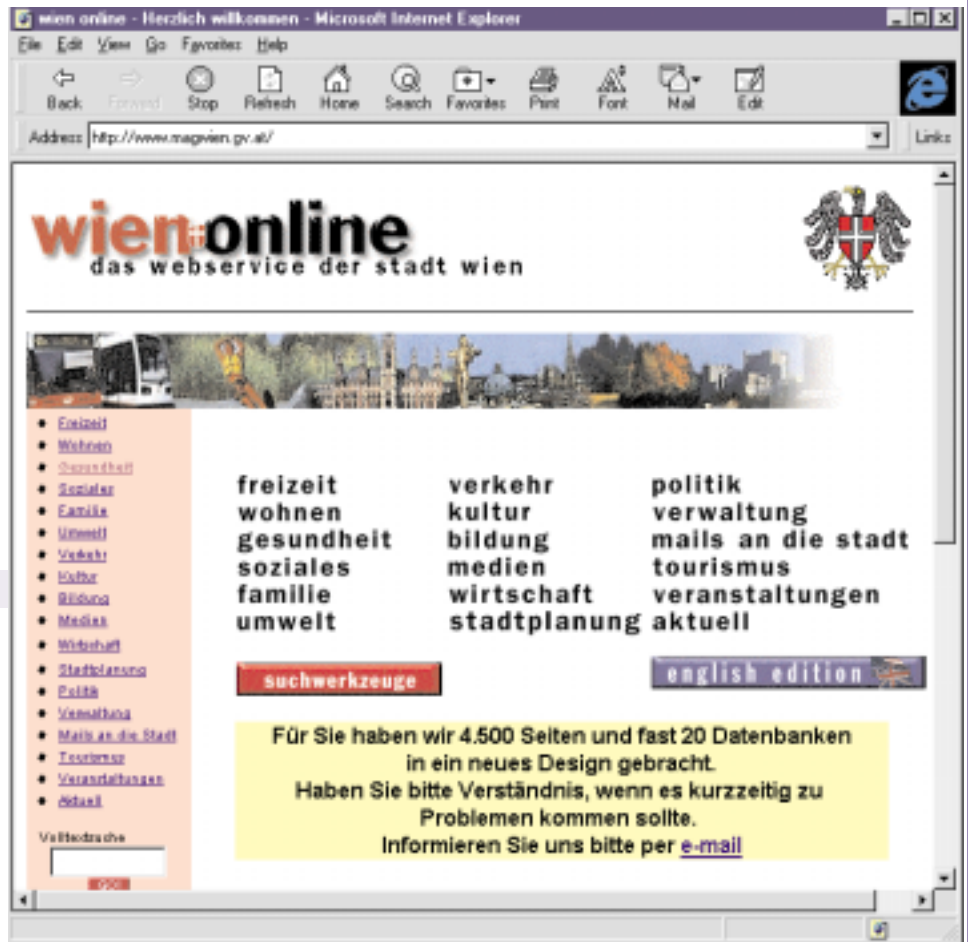 wien online - Herzlich willkommen - Microsoft Internet Explorer
File Edit View Go Favorites Help
Back Forward Stop Refresh Home Search Favorites Print Font Mail Edit
Address http://www.magwien.gv.at/ Links
wien online
das webservice der stadt wien
Freizeit
Wohnen
Gesundheit
Soziales
Familie
Umwelt
Verkehr
Kultur
Bildung
Medien
Wirtschaft
Stadtplanung
Politik
Verwaltung
Mails an die Stadt
Tourismus
Veranstaltungen
Aktuell
Volltextsuche
GO!
freizeit verkehr politik
wohnen kultur verwaltung
gesundheit bildung mails an die stadt
soziales medien tourismus
familie wirtschaft veranstaltungen
umwelt stadtplanung aktuell
suchwerkzeuge english edition
Für Sie haben wir 4.500 Seiten und fast 20 Datenbanken
in ein neues Design gebracht.
Haben Sie bitte Verständnis, wenn es kurzzeitig zu
Problemen kommen sollte.
Informieren Sie uns bitte per e-mail